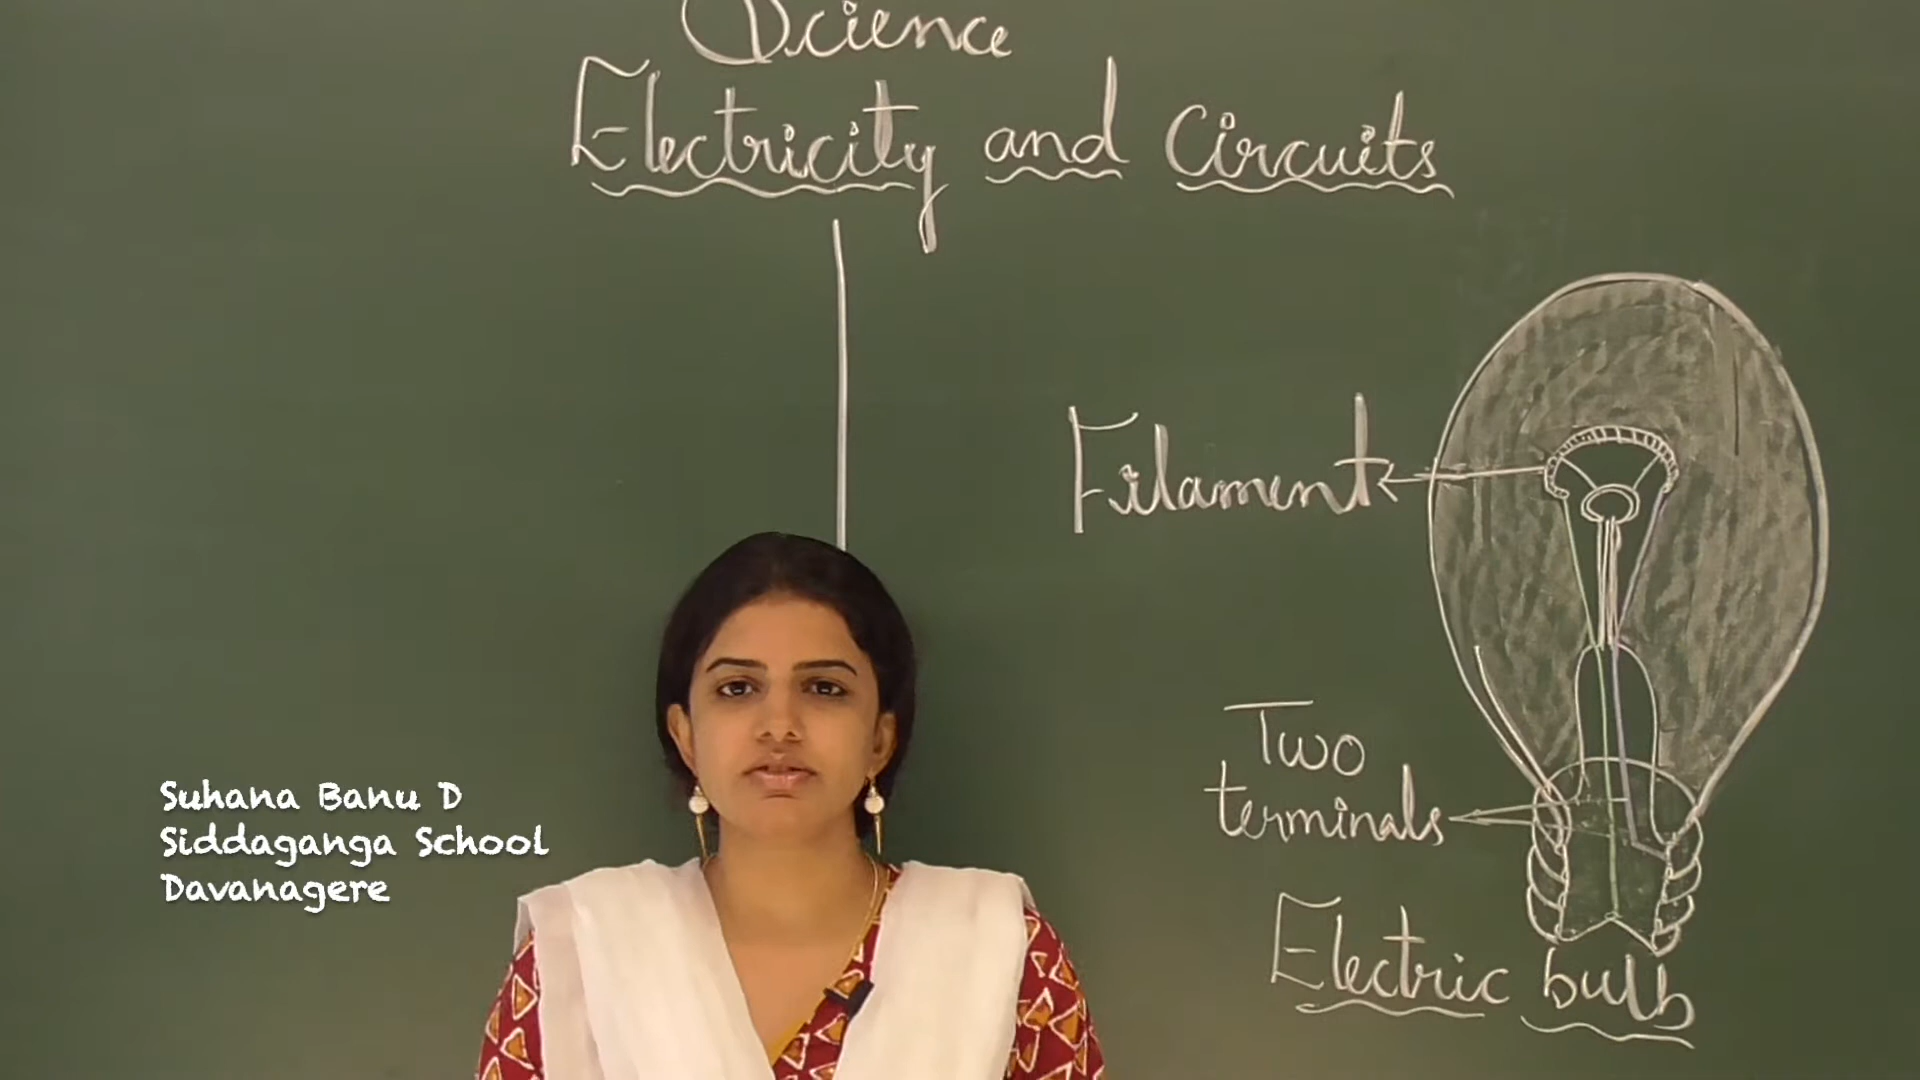 Science
Electricity and Circuits
Filament
Two
terminals
Electric bulb
Suhana Banu D
Siddaganga School
Davanagere